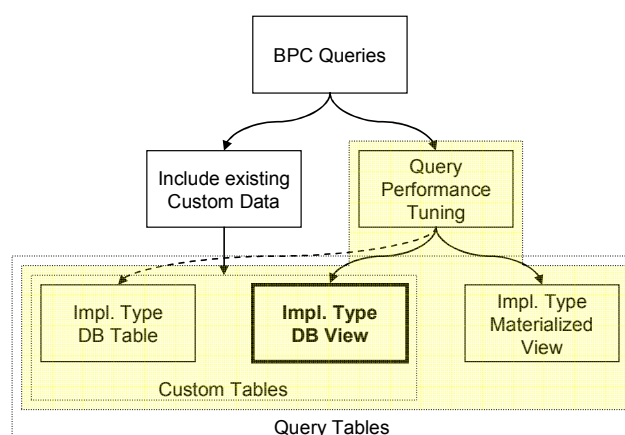 BPC Queries
Include existing
Custom Data
Query
Performance
Tuning
Impl. Type
DB Table
Impl. Type
DB View
Impl. Type
Materialized
View
Custom Tables
Query Tables